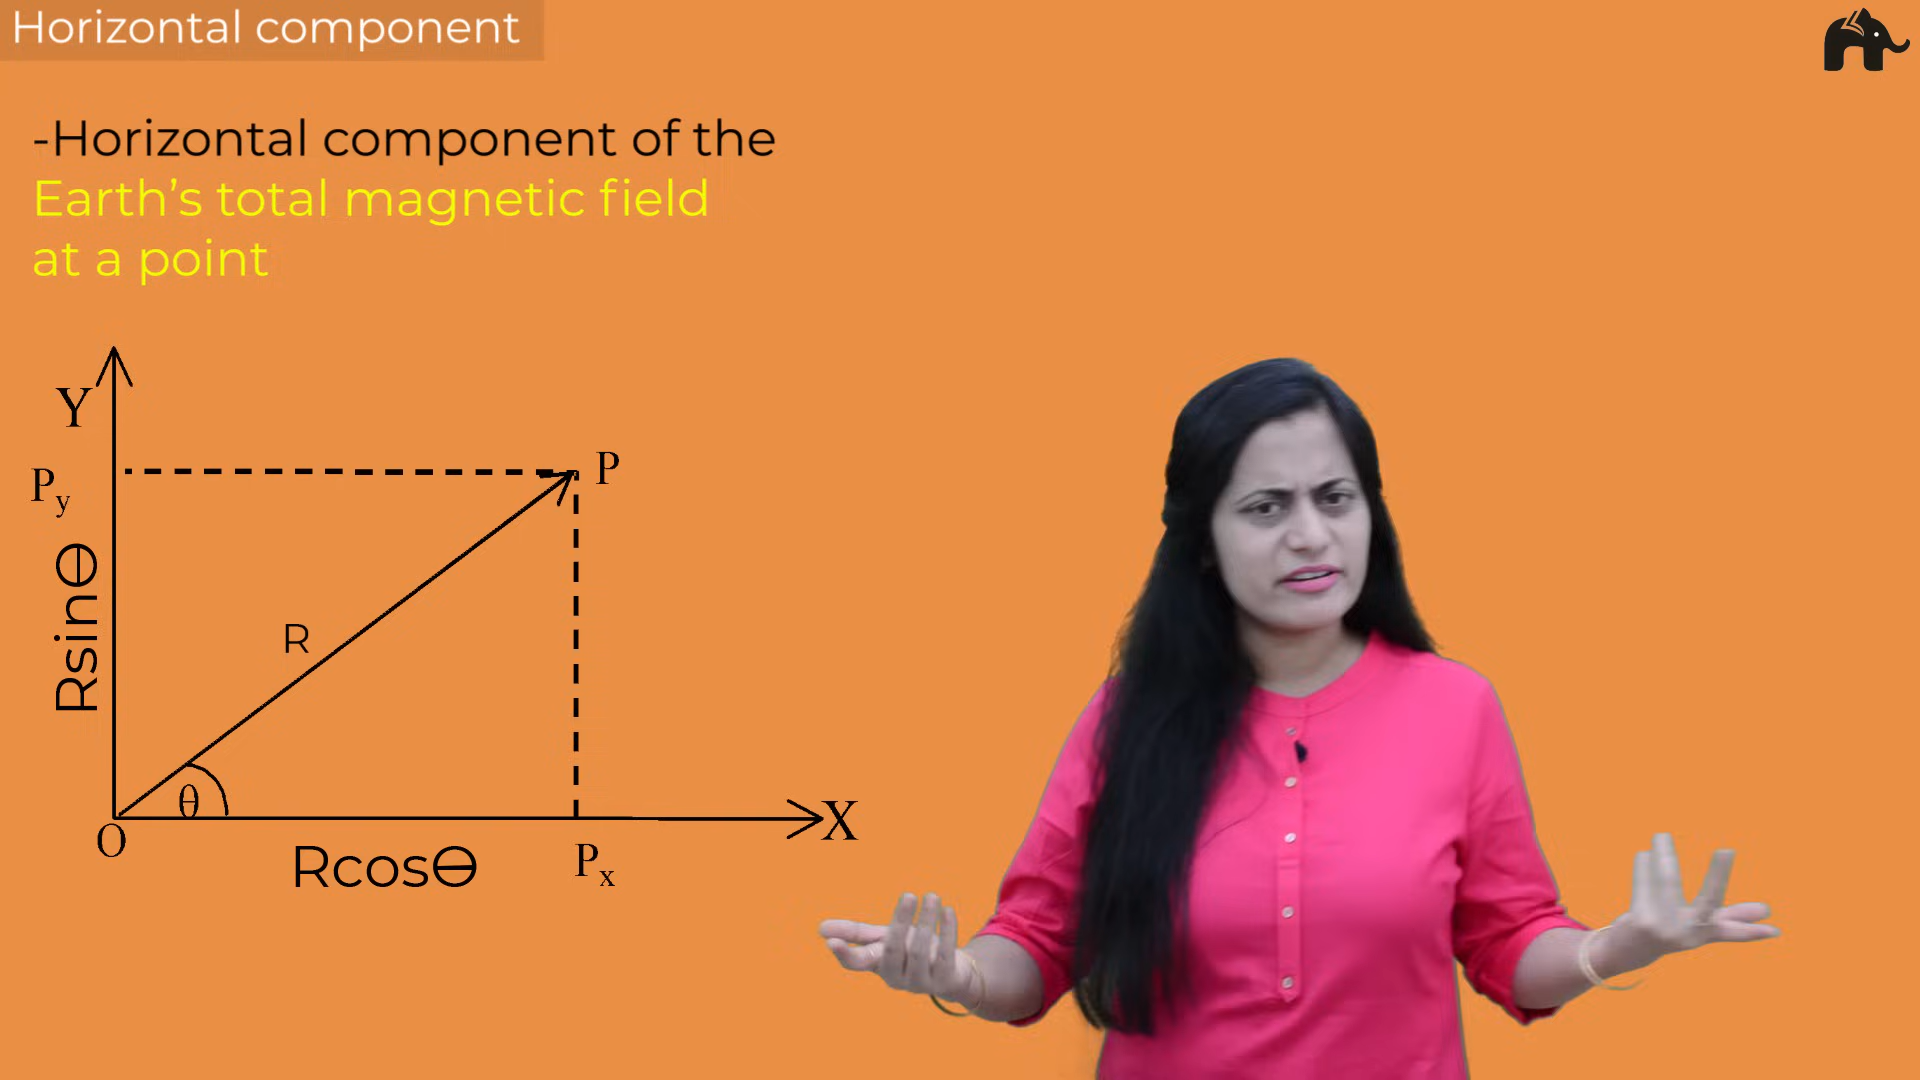 Horizontal component
-Horizontal component of the
Earth's total magnetic field
at a point
Y
P
Py
Rsinθ
R
θ
O
X
Rcosθ
Px